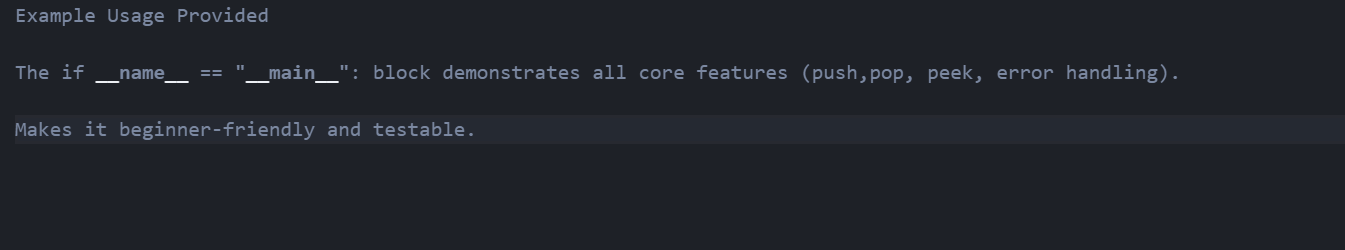 Example Usage Provided
The if __name__ == "__main__": block demonstrates all core features (push,pop, peek, error handling).
Makes it beginner-friendly and testable.